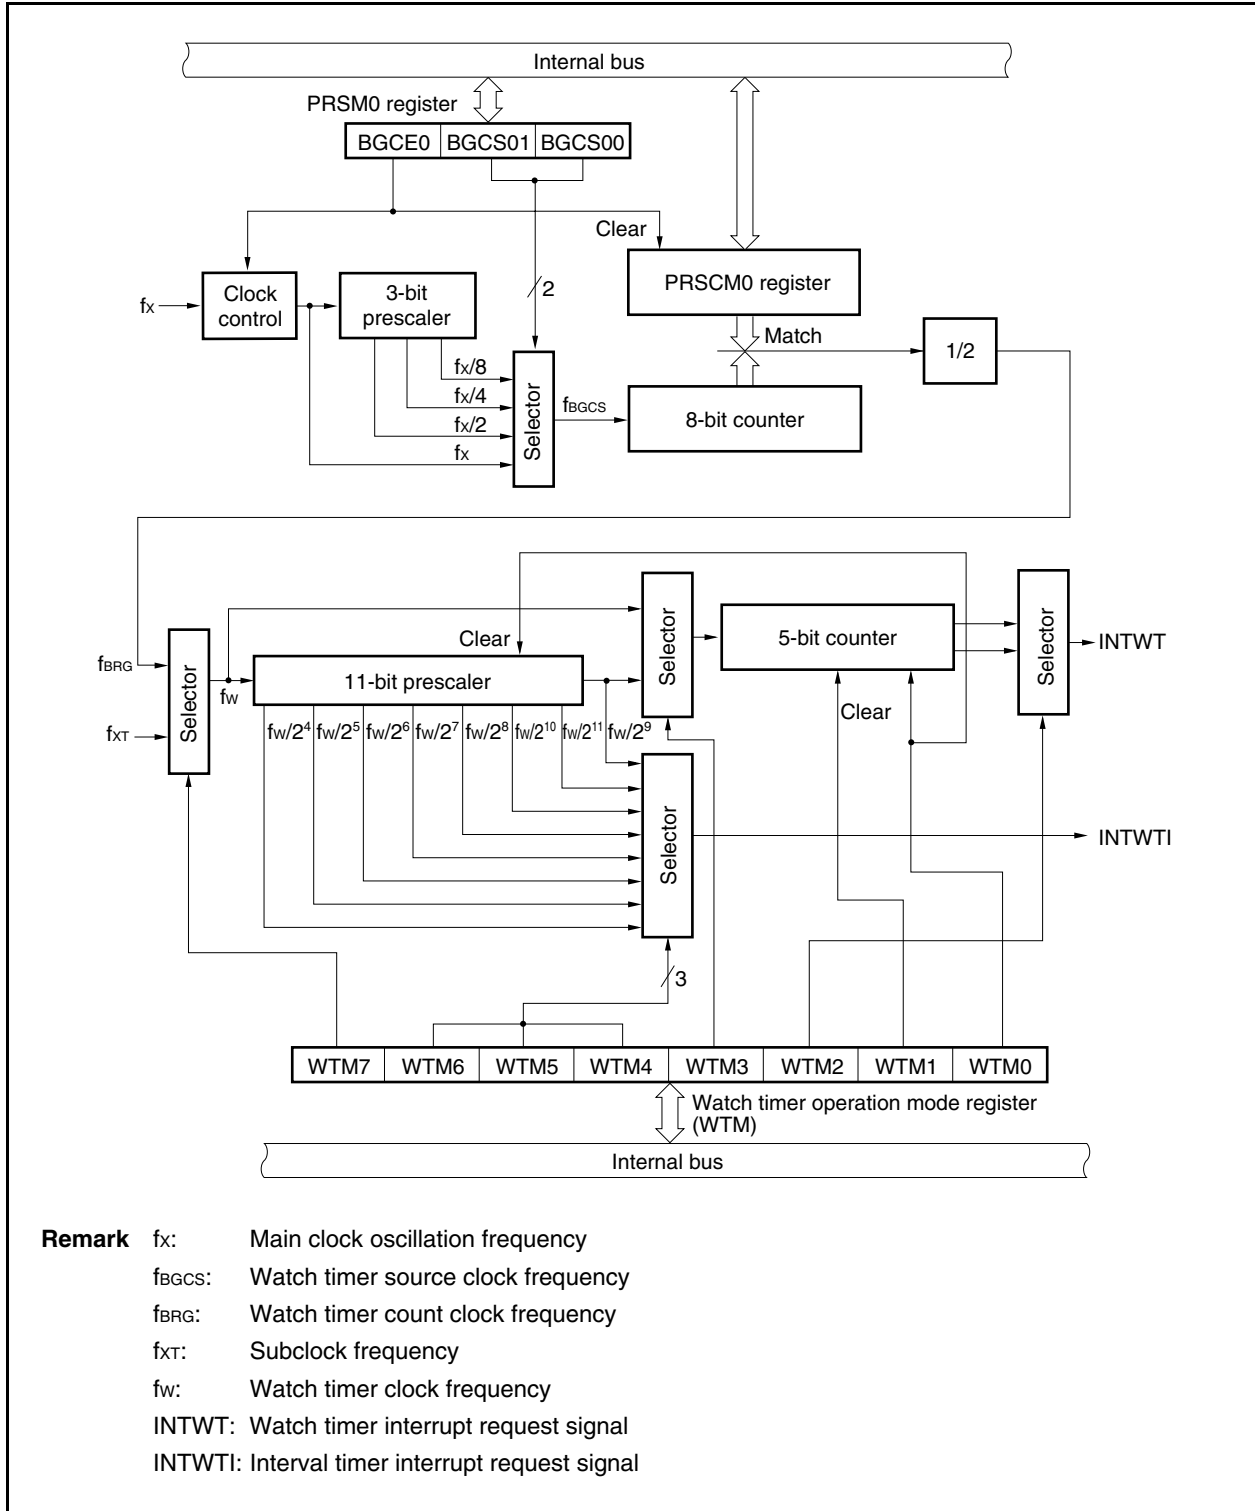 Internal bus
PRSM0 register
BGCE0 BGCS01 BGCS00
Clear
PRSCM0 register
fX
Clock
control
3-bit
prescaler
2
Match
1/2
fX/8
fX/4
fX/2
fX
Selector
fBGCS
8-bit counter
fBRG
fXT
Selector
fW
Clear
11-bit prescaler
fW/2⁴ fW/2⁵ fW/2⁶ fW/2⁷ fW/2⁸ fW/2¹⁰ fW/2¹¹ fW/2⁹
Selector
5-bit counter
Clear
Selector
INTWT
Selector
INTWTI
3
WTM7 WTM6 WTM5 WTM4 WTM3 WTM2 WTM1 WTM0
Watch timer operation mode register
(WTM)
Internal bus
Remark fX: Main clock oscillation frequency
fBGCS: Watch timer source clock frequency
fBRG: Watch timer count clock frequency
fXT: Subclock frequency
fW: Watch timer clock frequency
INTWT: Watch timer interrupt request signal
INTWTI: Interval timer interrupt request signal